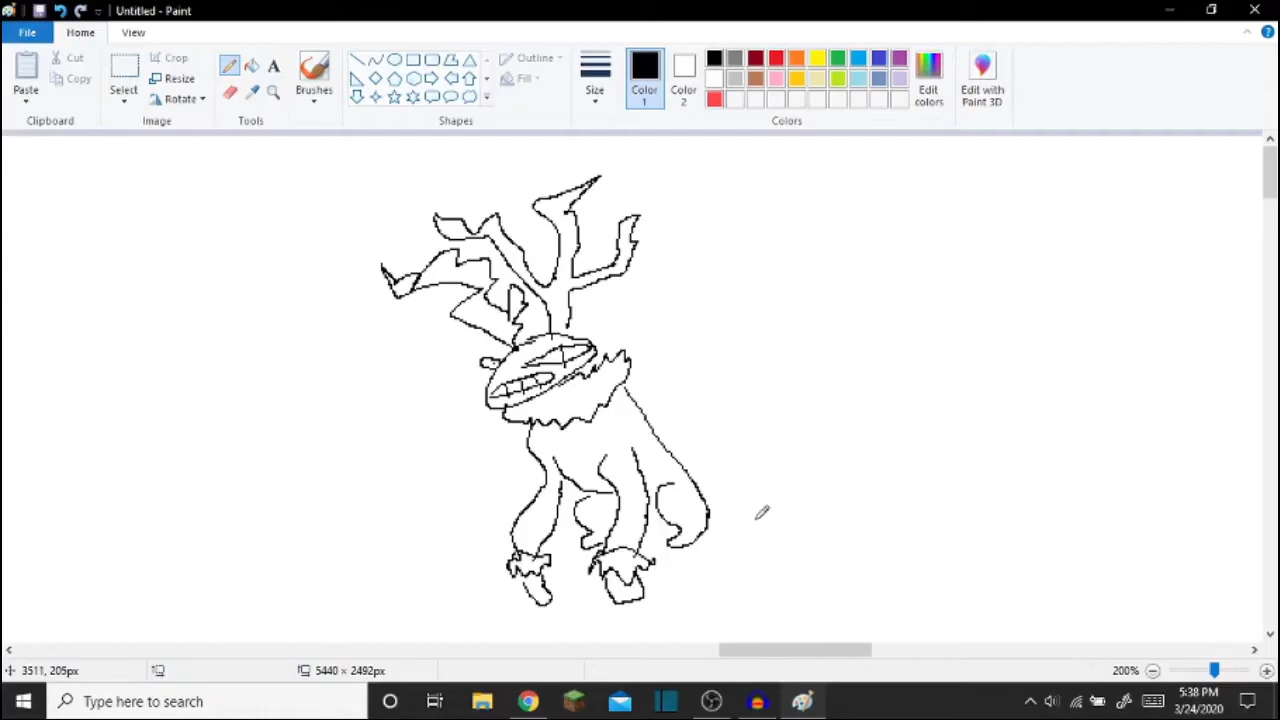 Untitled - Paint
File Home View
Cut
Copy
Paste
Clipboard
Select
Crop
Resize
Rotate
Image
A
Tools
Brushes
Outline
Fill
Shapes
Size
Color 1
Color 2
Edit colors
Colors
Edit with Paint 3D
3511, 205px
5440 × 2492px
200%
Type here to search
5:38 PM
3/24/2020